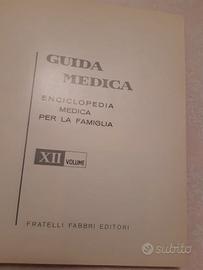 GUIDA
MEDICA
ENCICLOPEDIA
MEDICA
PER LA FAMIGLIA
XII VOLUME
FRATELLI FABBRI EDITORI
subito